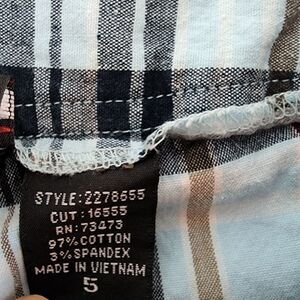 STYLE:2278655
CUT:16555
RN:73473
97%COTTON
3%SPANDEX
MADE IN VIETNAM
5